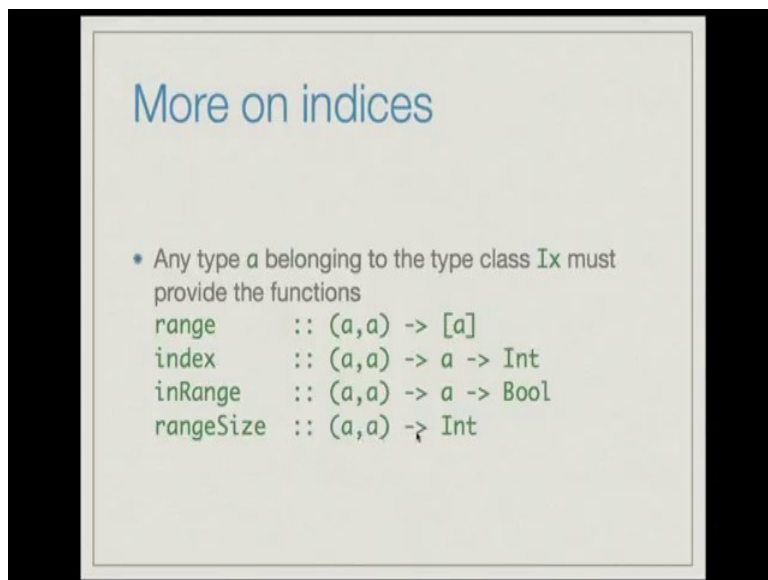 More on indices
• Any type a belonging to the type class Ix must
provide the functions
range :: (a,a) -> [a]
index :: (a,a) -> a -> Int
inRange :: (a,a) -> a -> Bool
rangeSize :: (a,a) -> Int